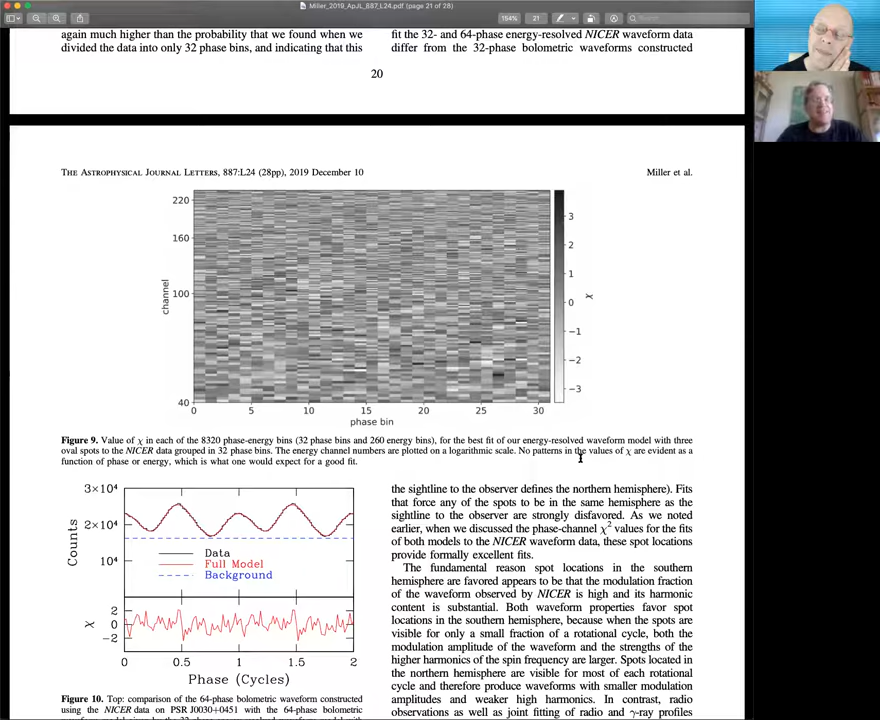 Miller_2019_ApJL_887_L24.pdf (page 21 of 28)
154%
21
Search
again much higher than the probability that we found when we
divided the data into only 32 phase bins, and indicating that this
fit the 32- and 64-phase energy-resolved NICER waveform data
differ from the 32-phase bolometric waveforms constructed
20
THE ASTROPHYSICAL JOURNAL LETTERS, 887:L24 (28pp), 2019 December 10
Miller et al.
220
160
100
40
channel
0 5 10 15 20 25 30
phase bin
3
2
1
0
−1
−2
−3
χ
Figure 9. Value of χ in each of the 8320 phase-energy bins (32 phase bins and 260 energy bins), for the best fit of our energy-resolved waveform model with three
oval spots to the NICER data grouped in 32 phase bins. The energy channel numbers are plotted on a logarithmic scale. No patterns in the values of χ are evident as a
function of phase or energy, which is what one would expect for a good fit.
3×10⁴
2×10⁴
10⁴
Counts
Data
Full Model
Background
2
0
−2
χ
0 0.5 1 1.5 2
Phase (Cycles)
Figure 10. Top: comparison of the 64-phase bolometric waveform constructed
using the NICER data on PSR J0030+0451 with the 64-phase bolometric
the sightline to the observer defines the northern hemisphere). Fits
that force any of the spots to be in the same hemisphere as the
sightline to the observer are strongly disfavored. As we noted
earlier, when we discussed the phase-channel χ² values for the fits
of both models to the NICER waveform data, these spot locations
provide formally excellent fits.
The fundamental reason spot locations in the southern
hemisphere are favored appears to be that the modulation fraction
of the waveform observed by NICER is high and its harmonic
content is substantial. Both waveform properties favor spot
locations in the southern hemisphere, because when the spots are
visible for only a small fraction of a rotational cycle, both the
modulation amplitude of the waveform and the strengths of the
higher harmonics of the spin frequency are larger. Spots located in
the northern hemisphere are visible for most of each rotational
cycle and therefore produce waveforms with smaller modulation
amplitudes and weaker high harmonics. In contrast, radio
observations as well as joint fitting of radio and γ-ray profiles